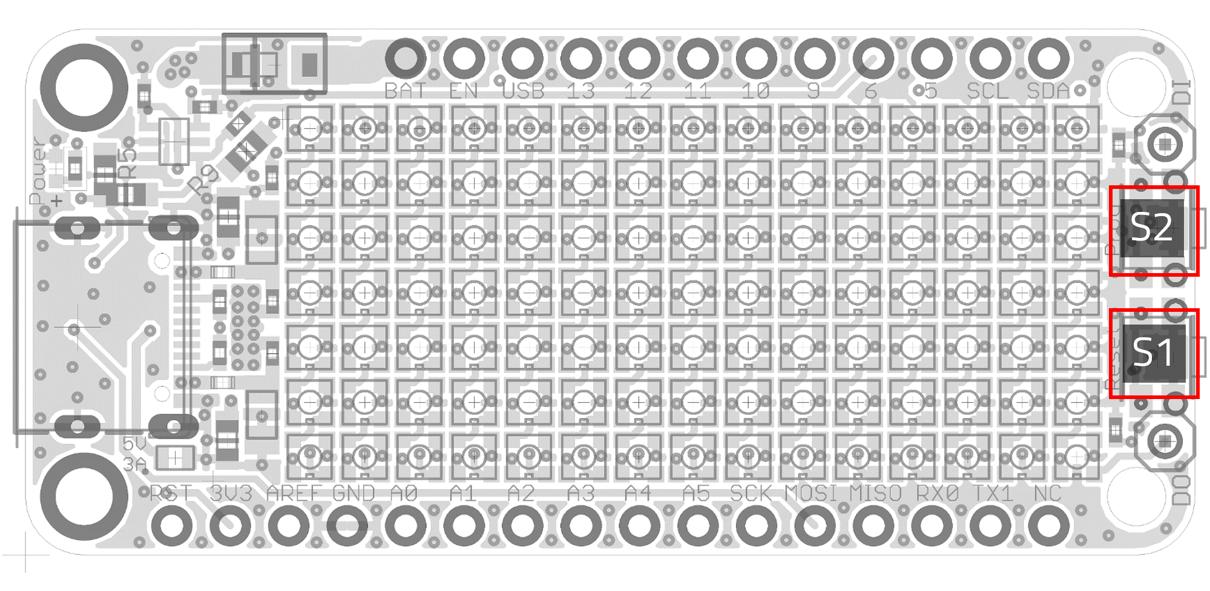 BAT EN USB 13 12 11 10 9 6 5 SCL SDA
DI
Power
+
R5
R9
S2
S1
Reset
5V
3A
RST 3V3 AREF GND A0 A1 A2 A3 A4 A5 SCK MOSI MISO RX0 TX1 NC
DO